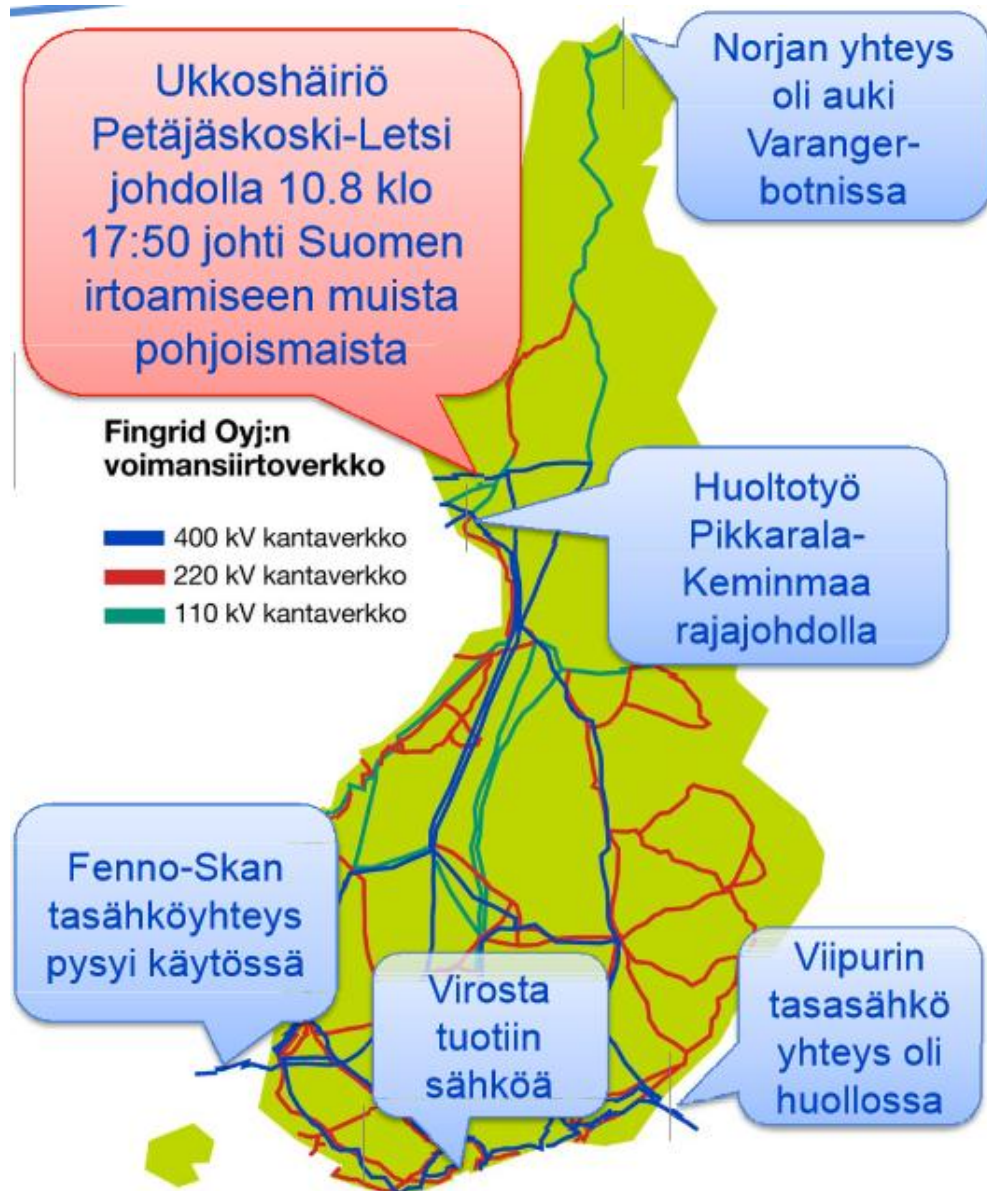 Ukkoshäiriö
Petäjäskoski-Letsi
johdolla 10.8 klo
17:50 johti Suomen
irtoamiseen muista
pohjoismaista
Norjan yhteys
oli auki
Varanger-
botnissa
Fingrid Oyj:n
voimansiirtoverkko
400 kV kantaverkko
220 kV kantaverkko
110 kV kantaverkko
Huoltotyö
Pikkarala-
Keminmaa
rajajohdolla
Fenno-Skan
tasähköyhteys
pysyi käytössä
Virosta
tuotiin
sähköä
Viipurin
tasasähkö
yhteys oli
huollossa